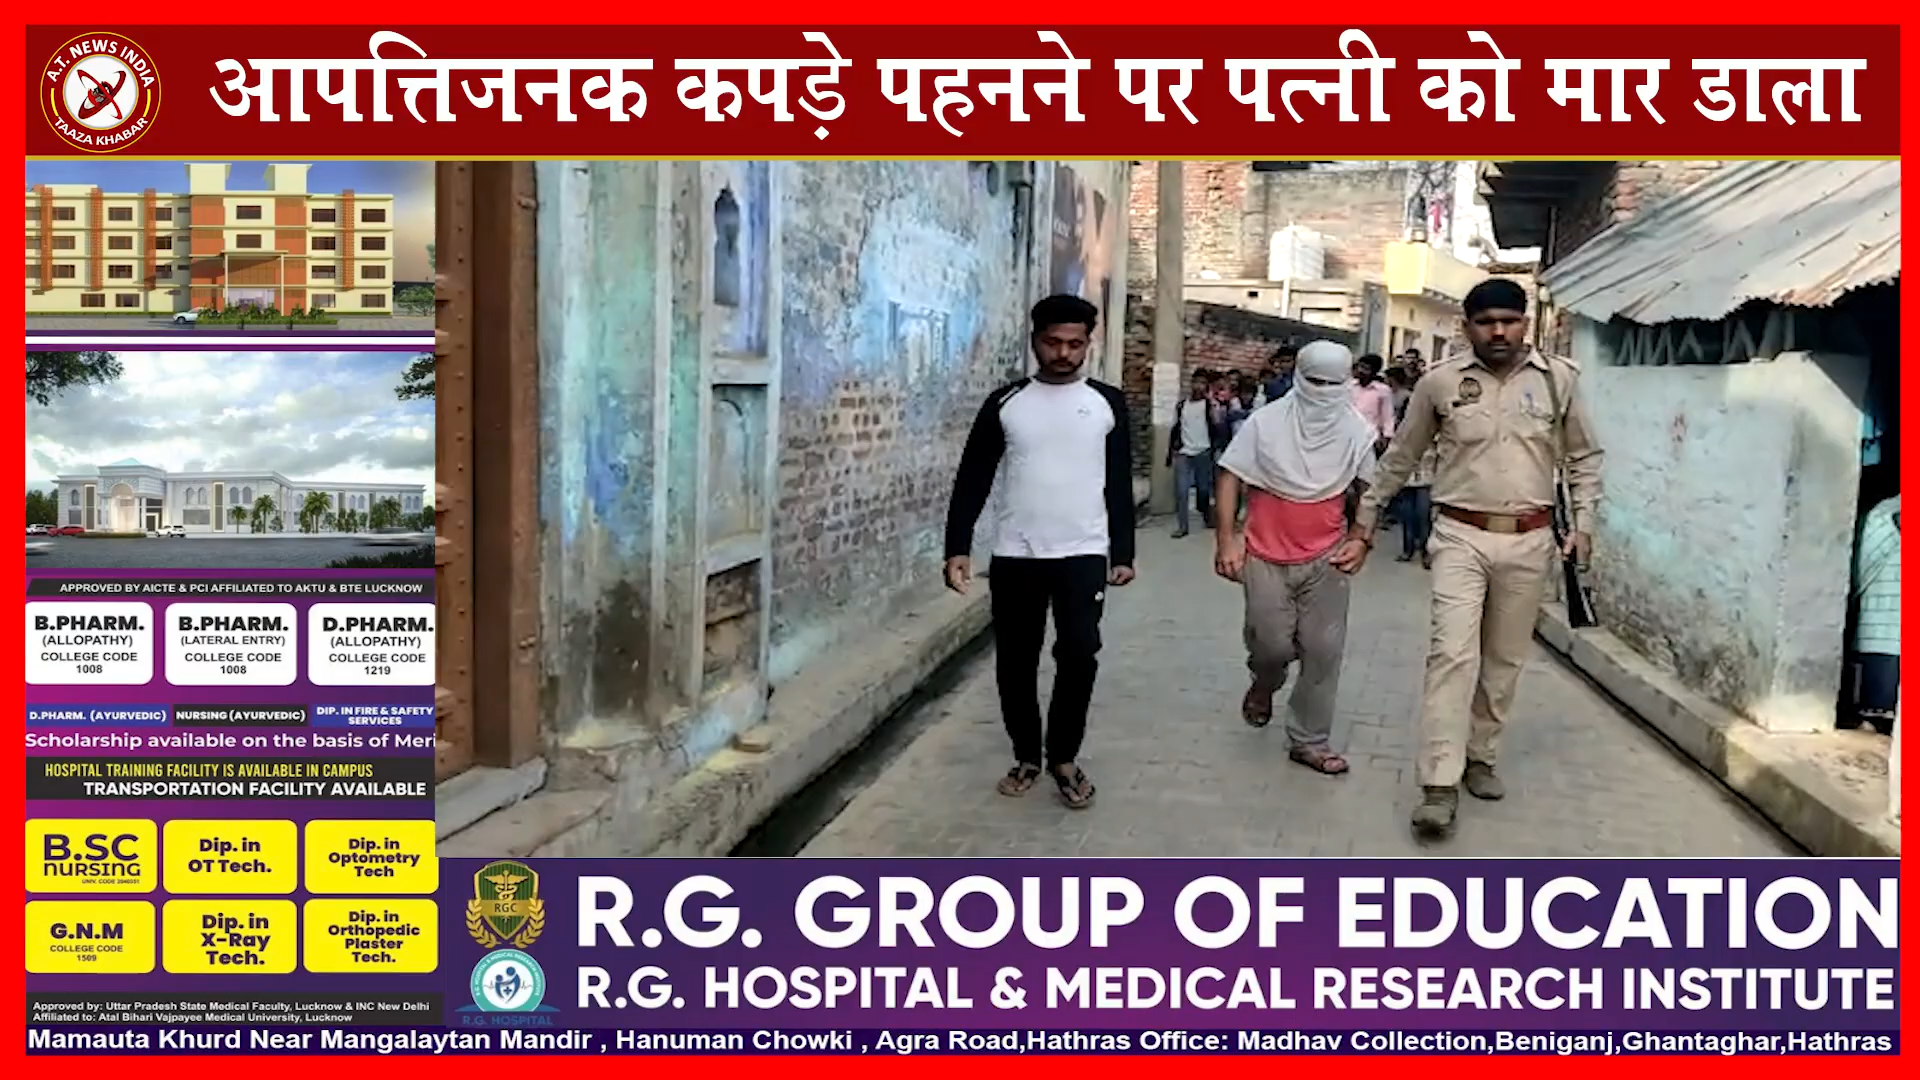 A.T. NEWS INDIA
TAAZA KHABAR
आपत्तिजनक कपड़े पहनने पर पत्नी को मार डाला
APPROVED BY AICTE & PCI AFFILIATED TO AKTU & BTE LUCKNOW
B.PHARM.
(ALLOPATHY)
COLLEGE CODE
1008
B.PHARM.
(LATERAL ENTRY)
COLLEGE CODE
1008
D.PHARM.
(ALLOPATHY)
COLLEGE CODE
1219
D.PHARM. (AYURVEDIC)
NURSING (AYURVEDIC)
DIP. IN FIRE & SAFETY
SERVICES
Scholarship available on the basis of Meri
HOSPITAL TRAINING FACILITY IS AVAILABLE IN CAMPUS
TRANSPORTATION FACILITY AVAILABLE
B.SC
NURSING
Dip. in
OT Tech.
Dip. in
Optometry
Tech
G.N.M
COLLEGE CODE
1509
Dip. in
X-Ray
Tech.
Dip. in
Orthopedic
Plaster
Tech.
Approved by: Uttar Pradesh State Medical Faculty, Lucknow & INC New Delhi
Affiliated to: Atal Bihari Vajpayee Medical University, Lucknow
RGC
R.G. HOSPITAL
R.G. GROUP OF EDUCATION
R.G. HOSPITAL & MEDICAL RESEARCH INSTITUTE
Mamauta Khurd Near Mangalaytan Mandir , Hanuman Chowki , Agra Road,Hathras Office: Madhav Collection,Beniganj,Ghantaghar,Hathras